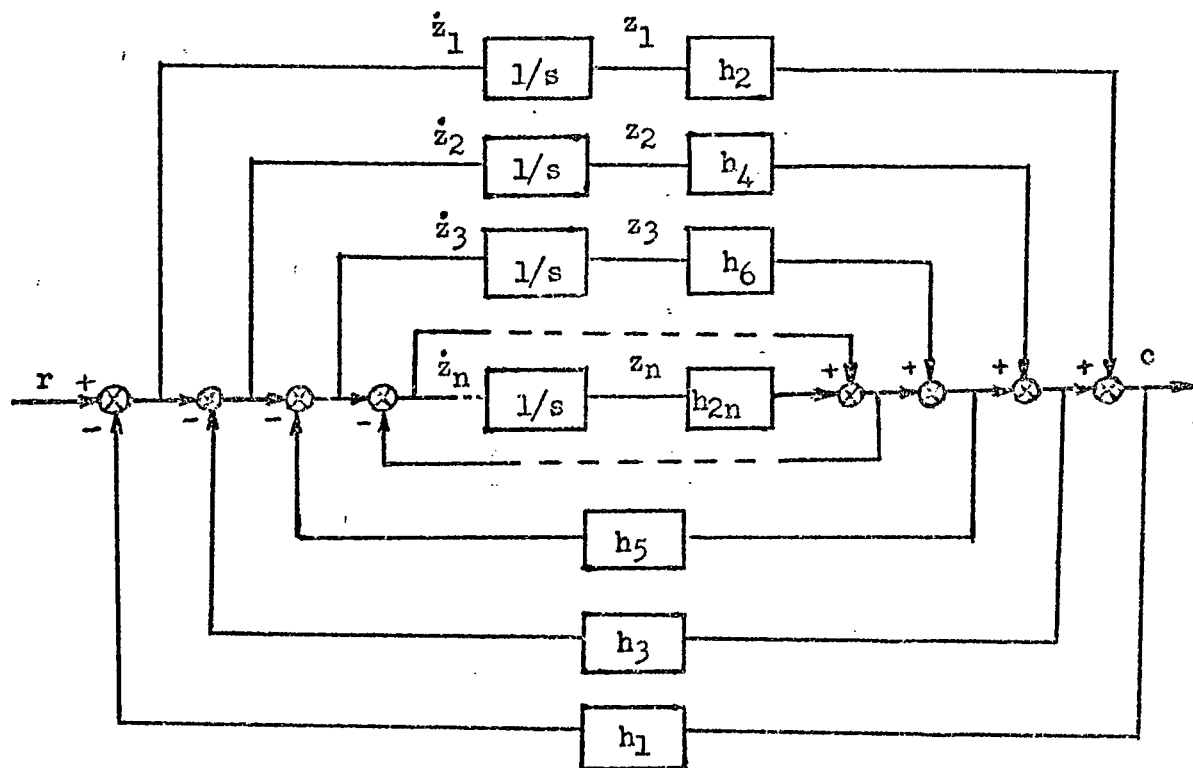 ż₁ z₁
1/s h₂
ż₂ z₂
1/s h₄
ż₃ z₃
1/s h₆
r + - - - żₙ zₙ + + + + c
- 1/s h₂ₙ
-
h₅
h₃
h₁